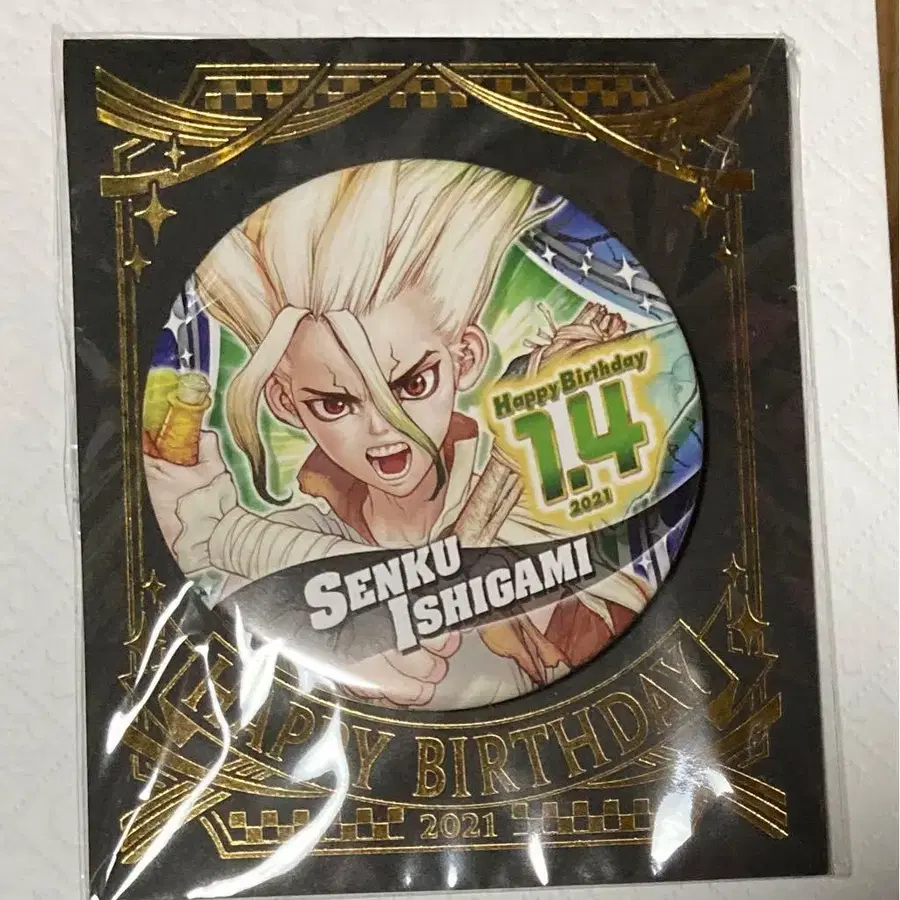 Happy Birthday
1.4
2021
SENKU
ISHIGAMI
HAPPY BIRTHDAY
2021